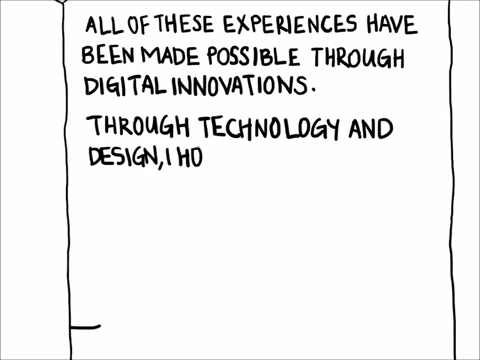 ALL OF THESE EXPERIENCES HAVE
BEEN MADE POSSIBLE THROUGH
DIGITAL INNOVATIONS.
THROUGH TECHNOLOGY AND
DESIGN, I HO